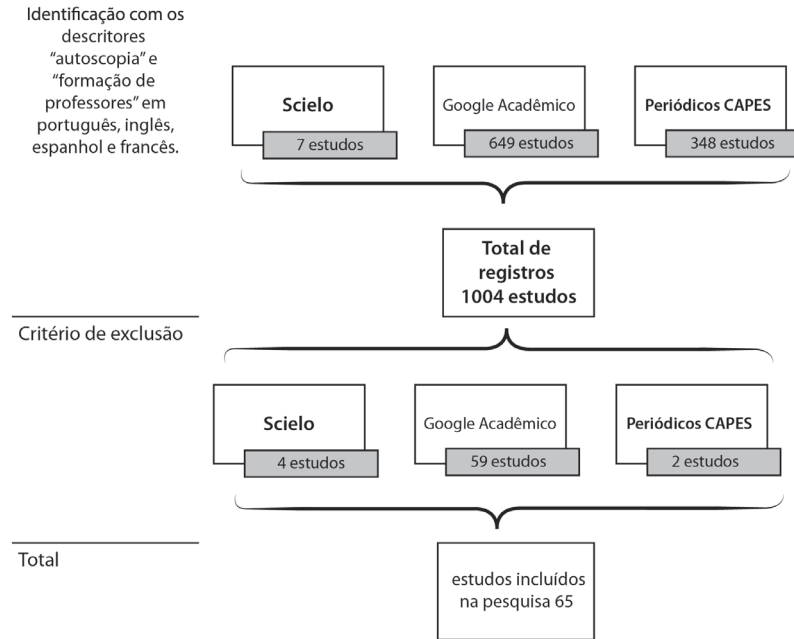 Identificação com os
descritores
“autoscopia” e
“formação de
professores” em
português, inglês,
espanhol e francês.
Scielo
7 estudos
Google Acadêmico
649 estudos
Periódicos CAPES
348 estudos
Total de
registros
1004 estudos
Critério de exclusão
Scielo
4 estudos
Google Acadêmico
59 estudos
Periódicos CAPES
2 estudos
Total
estudos incluídos
na pesquisa 65